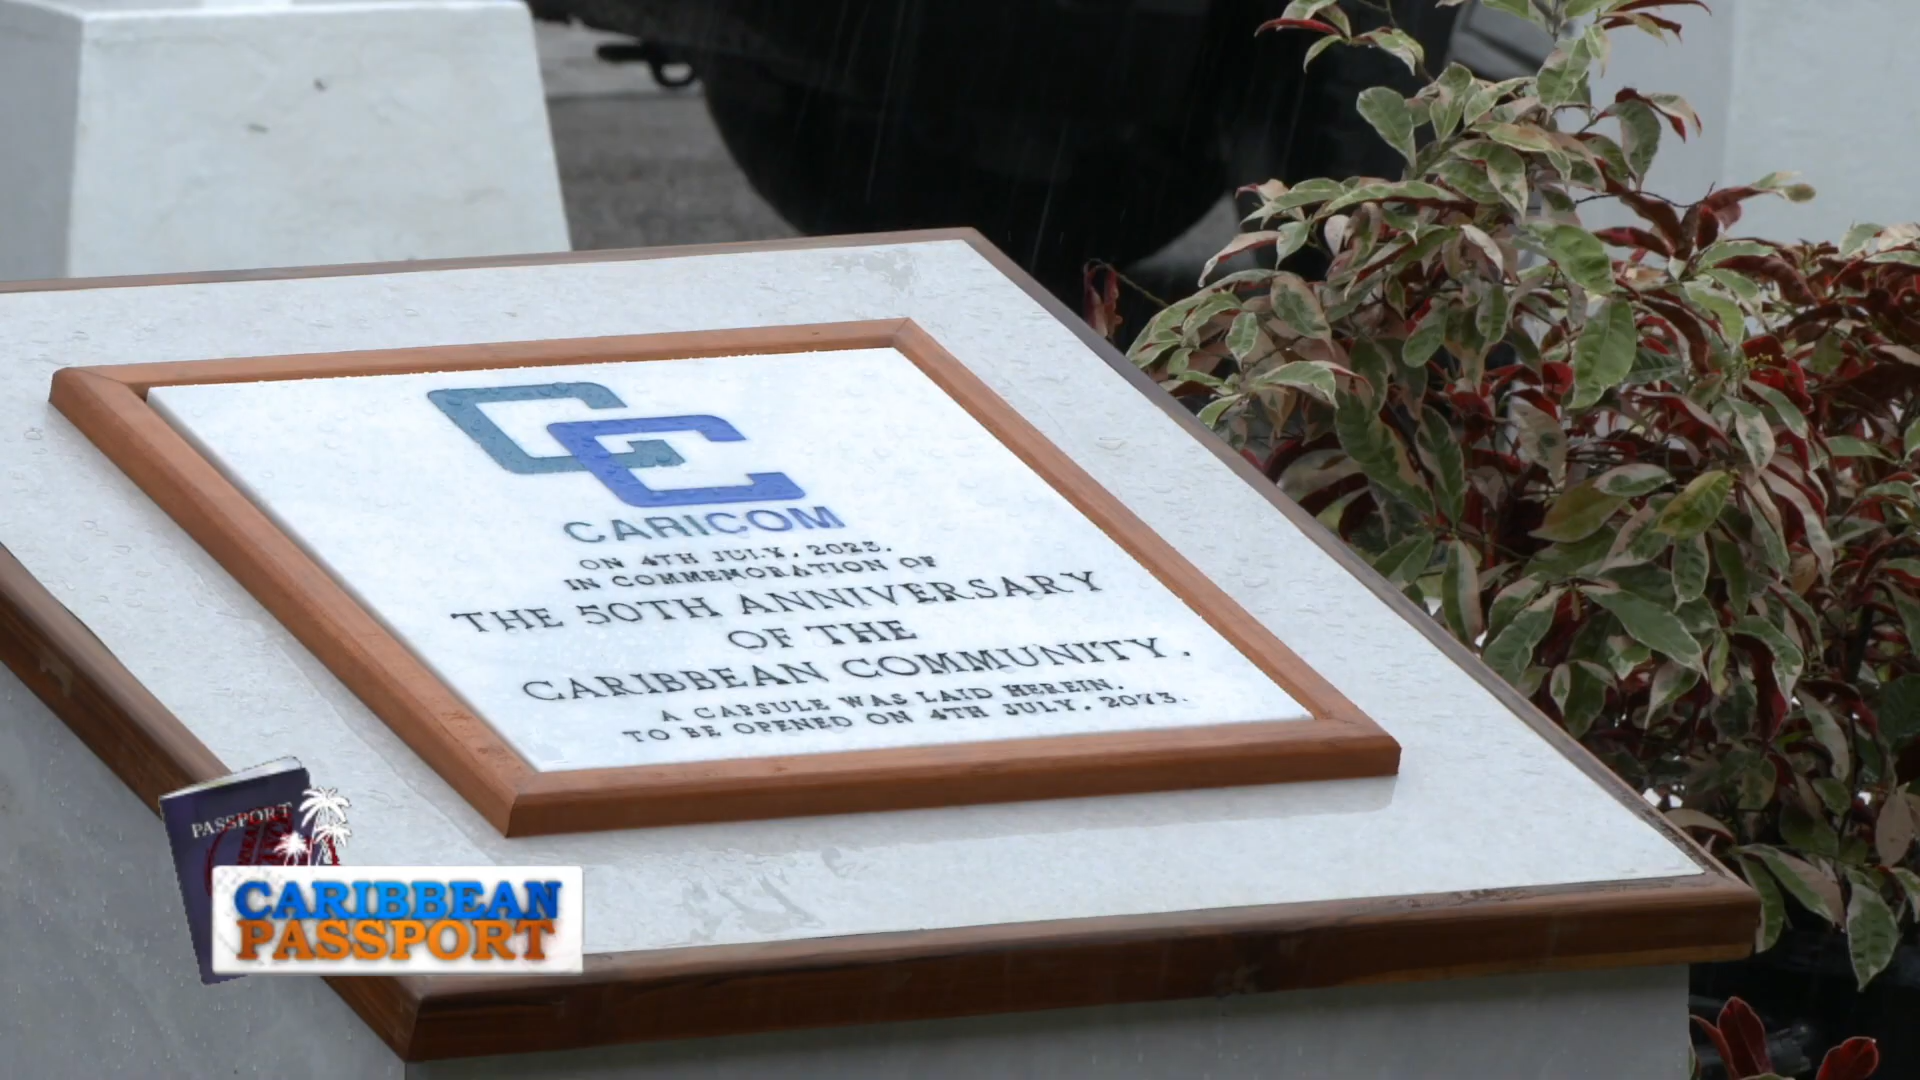 CARICOM
ON 4TH JULY, 2023,
IN COMMEMORATION OF
THE 50TH ANNIVERSARY
OF THE
CARIBBEAN COMMUNITY,
A CAPSULE WAS LAID HEREIN,
TO BE OPENED ON 4TH JULY, 2073.
PASSPORT
CARIBBEAN
PASSPORT